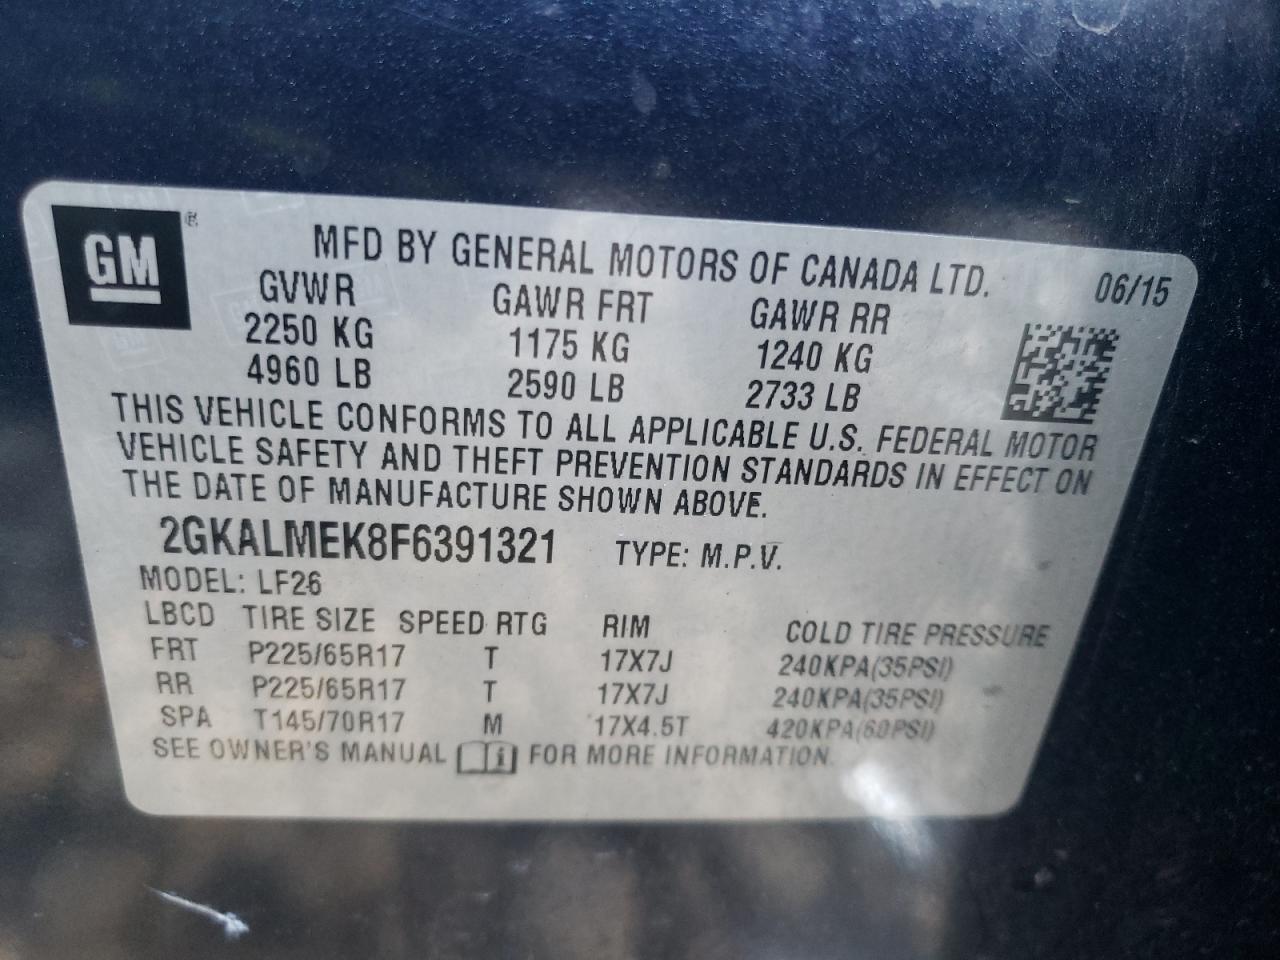 GM ®
MFD BY GENERAL MOTORS OF CANADA LTD. 06/15
GVWR GAWR FRT GAWR RR
2250 KG 1175 KG 1240 KG
4960 LB 2590 LB 2733 LB
THIS VEHICLE CONFORMS TO ALL APPLICABLE U.S. FEDERAL MOTOR
VEHICLE SAFETY AND THEFT PREVENTION STANDARDS IN EFFECT ON
THE DATE OF MANUFACTURE SHOWN ABOVE.
2GKALMEK8F6391321 TYPE: M.P.V.
MODEL: LF26
LBCD TIRE SIZE SPEED RTG RIM COLD TIRE PRESSURE
FRT P225/65R17 T 17X7J 240KPA(35PSI)
RR P225/65R17 T 17X7J 240KPA(35PSI)
SPA T145/70R17 M 17X4.5T 420KPA(60PSI)
SEE OWNER'S MANUAL i FOR MORE INFORMATION.